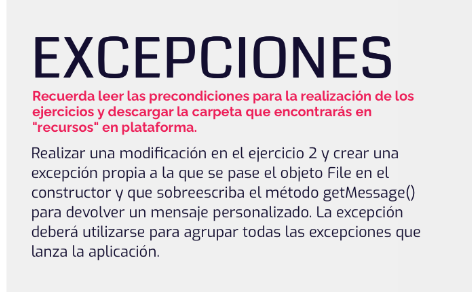 EXCEPCIONES
Recuerda leer las precondiciones para la realización de los
ejercicios y descargar la carpeta que encontrarás en
"recursos" en plataforma.
Realizar una modificación en el ejercicio 2 y crear una
excepción propia a la que se pase el objeto File en el
constructor y que sobreescriba el método getMessage()
para devolver un mensaje personalizado. La excepción
deberá utilizarse para agrupar todas las excepciones que
lanza la aplicación.